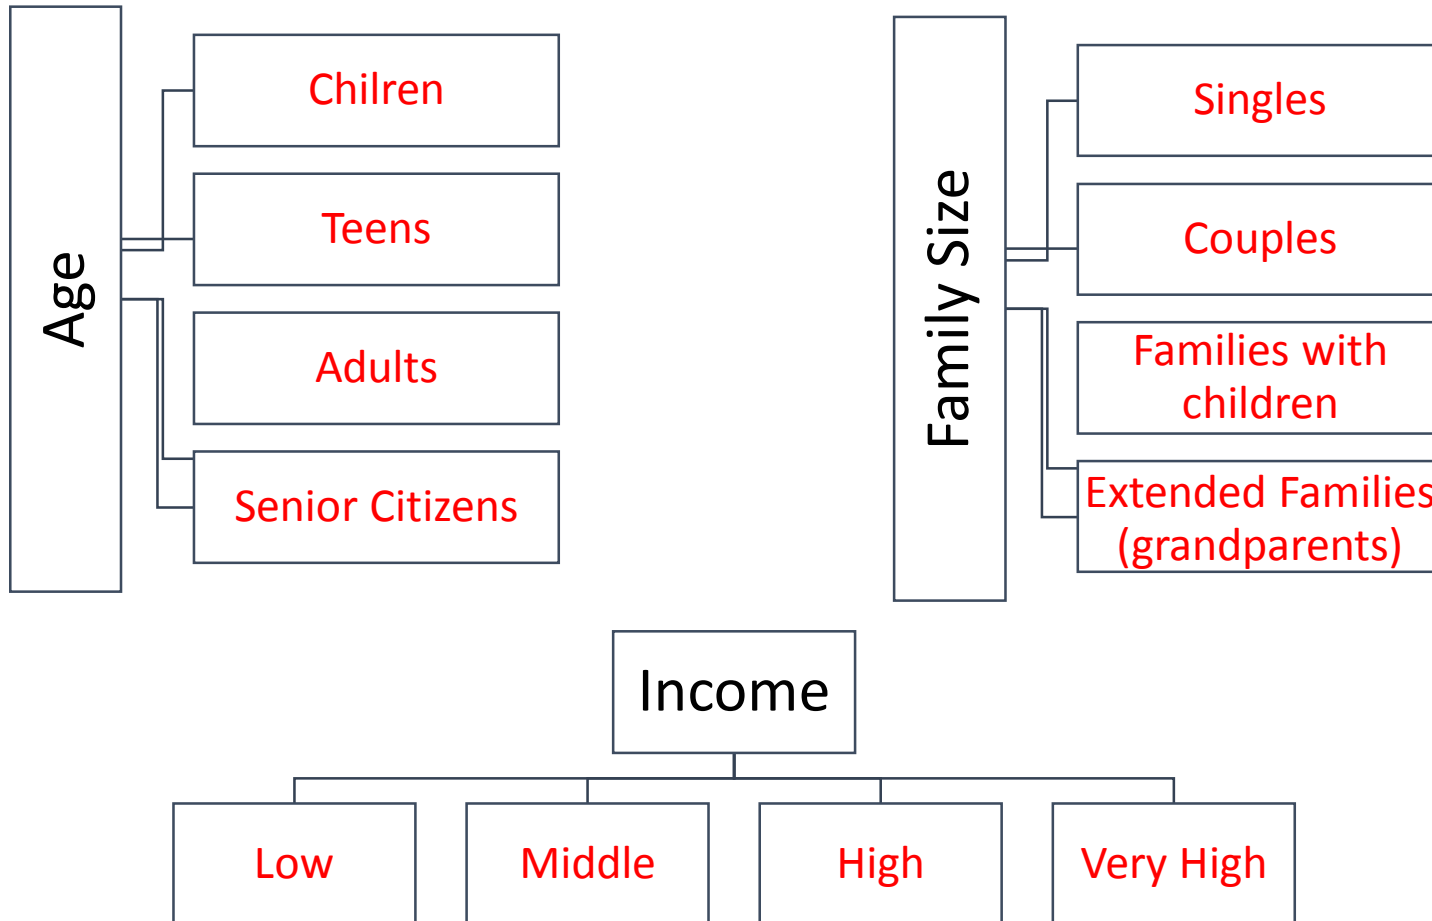 Age
Chilren
Teens
Adults
Senior Citizens
Family Size
Singles
Couples
Families with
children
Extended Families
(grandparents)
Income
Low
Middle
High
Very High